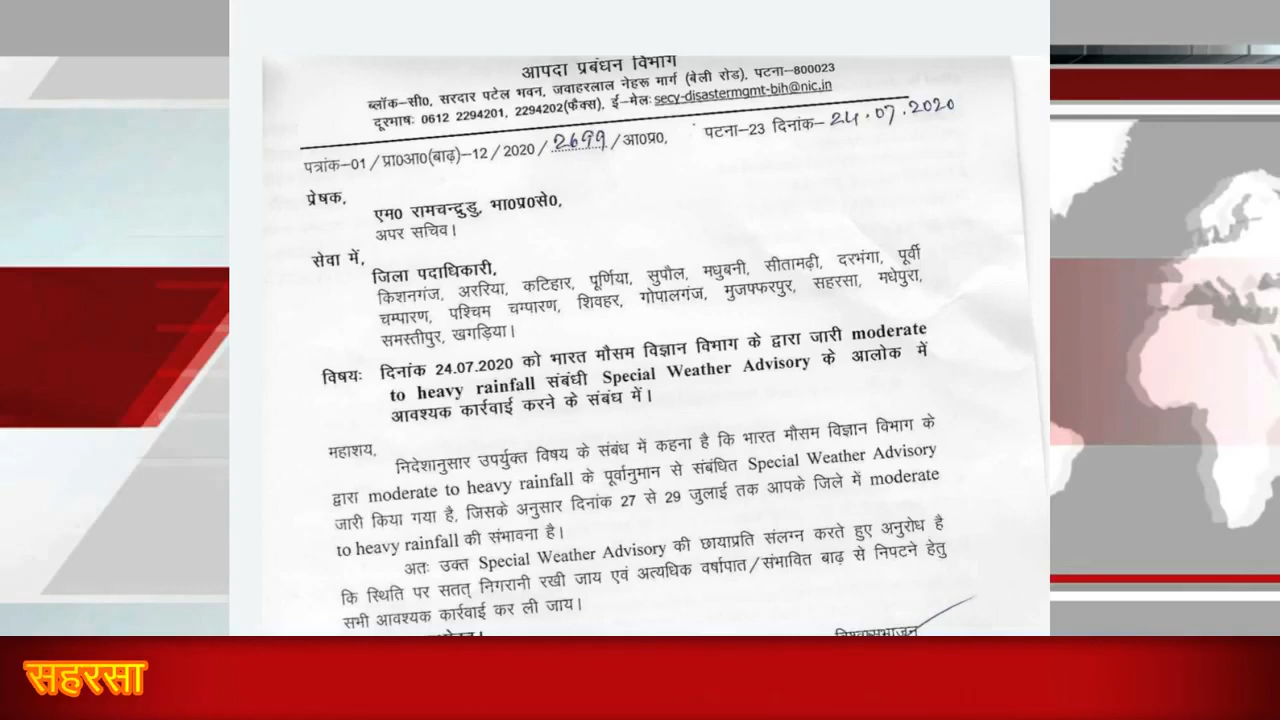 आपदा प्रबंधन विभाग
ब्लॉक–सी0, सरदार पटेल भवन, जवाहरलाल नेहरू मार्ग (बेली रोड), पटना–800023
दूरभाषः 0612 2294201, 2294202(फैक्स), ई–मेलः secy-disastermgmt-bih@nic.in
पत्रांक–01/प्रा0आ0(बाढ़)–12/2020/2699/आ0प्र0, पटना–23 दिनांक– 24.07.2020
प्रेषक,
एम0 रामचन्द्रुडु, भा0प्र0से0,
अपर सचिव।
सेवा में,
जिला पदाधिकारी,
किशनगंज, अररिया, कटिहार, पूर्णिया, सुपौल, मधुबनी, सीतामढ़ी, दरभंगा, पूर्वी
चम्पारण, पश्चिम चम्पारण, शिवहर, गोपालगंज, मुजफ्फरपुर, सहरसा, मधेपुरा,
समस्तीपुर, खगड़िया।
विषयः दिनांक 24.07.2020 को भारत मौसम विज्ञान विभाग के द्वारा जारी moderate
to heavy rainfall संबंधी Special Weather Advisory के आलोक में
आवश्यक कार्रवाई करने के संबंध में।
महाशय,
निदेशानुसार उपर्युक्त विषय के संबंध में कहना है कि भारत मौसम विज्ञान विभाग के
द्वारा moderate to heavy rainfall के पूर्वानुमान से संबंधित Special Weather Advisory
जारी किया गया है, जिसके अनुसार दिनांक 27 से 29 जुलाई तक आपके जिले में moderate
to heavy rainfall की संभावना है।
अतः उक्त Special Weather Advisory की छायाप्रति संलग्न करते हुए अनुरोध है
कि स्थिति पर सतत् निगरानी रखी जाय एवं अत्यधिक वर्षापात/संभावित बाढ़ से निपटने हेतु
सभी आवश्यक कार्रवाई कर ली जाय।
सहरसा